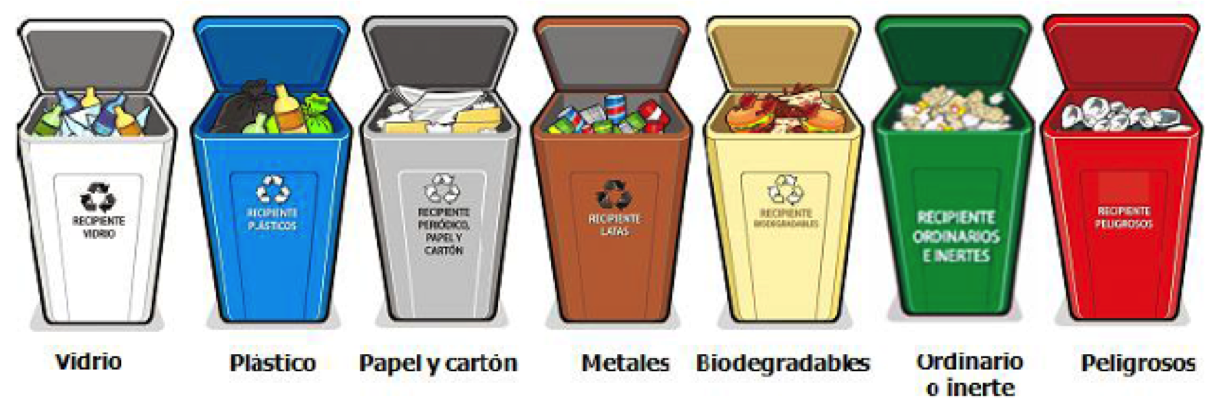 RECIPIENTE
VIDRIO
RECIPIENTE
PLÁSTICOS
RECIPIENTE
PERIÓDICO,
PAPEL Y
CARTÓN
RECIPIENTE
LATAS
RECIPIENTE
BIODEGRADABLES
RECIPIENTE
ORDINARIOS
E INERTES
RECIPIENTE
PELIGROSOS
Vidrio
Plástico
Papel y cartón
Metales
Biodegradables
Ordinario
o inerte
Peligrosos